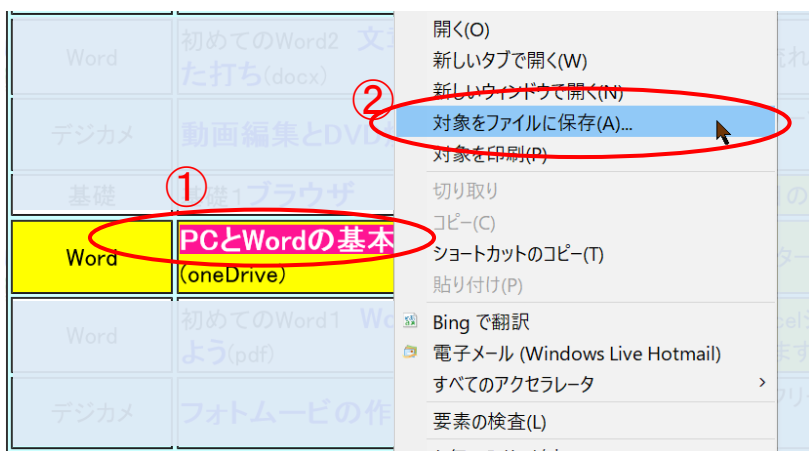 Word
初めてのWord2 文
た打ち(docx)
デジカメ
動画編集とDVD
基礎
基礎1ブラウザ
①
Word
PCとWordの基本
(oneDrive)
Word
初めてのWord1 Wo
よう(pdf)
デジカメ
フォトムービの作
②
開く(O)
新しいタブで開く(W)
新しいウィンドウで開く(N)
対象をファイルに保存(A)...
対象を印刷(P)
切り取り
コピー(C)
ショートカットのコピー(T)
貼り付け(P)
Bing で翻訳
電子メール (Windows Live Hotmail)
すべてのアクセラレータ
要素の検査(L)